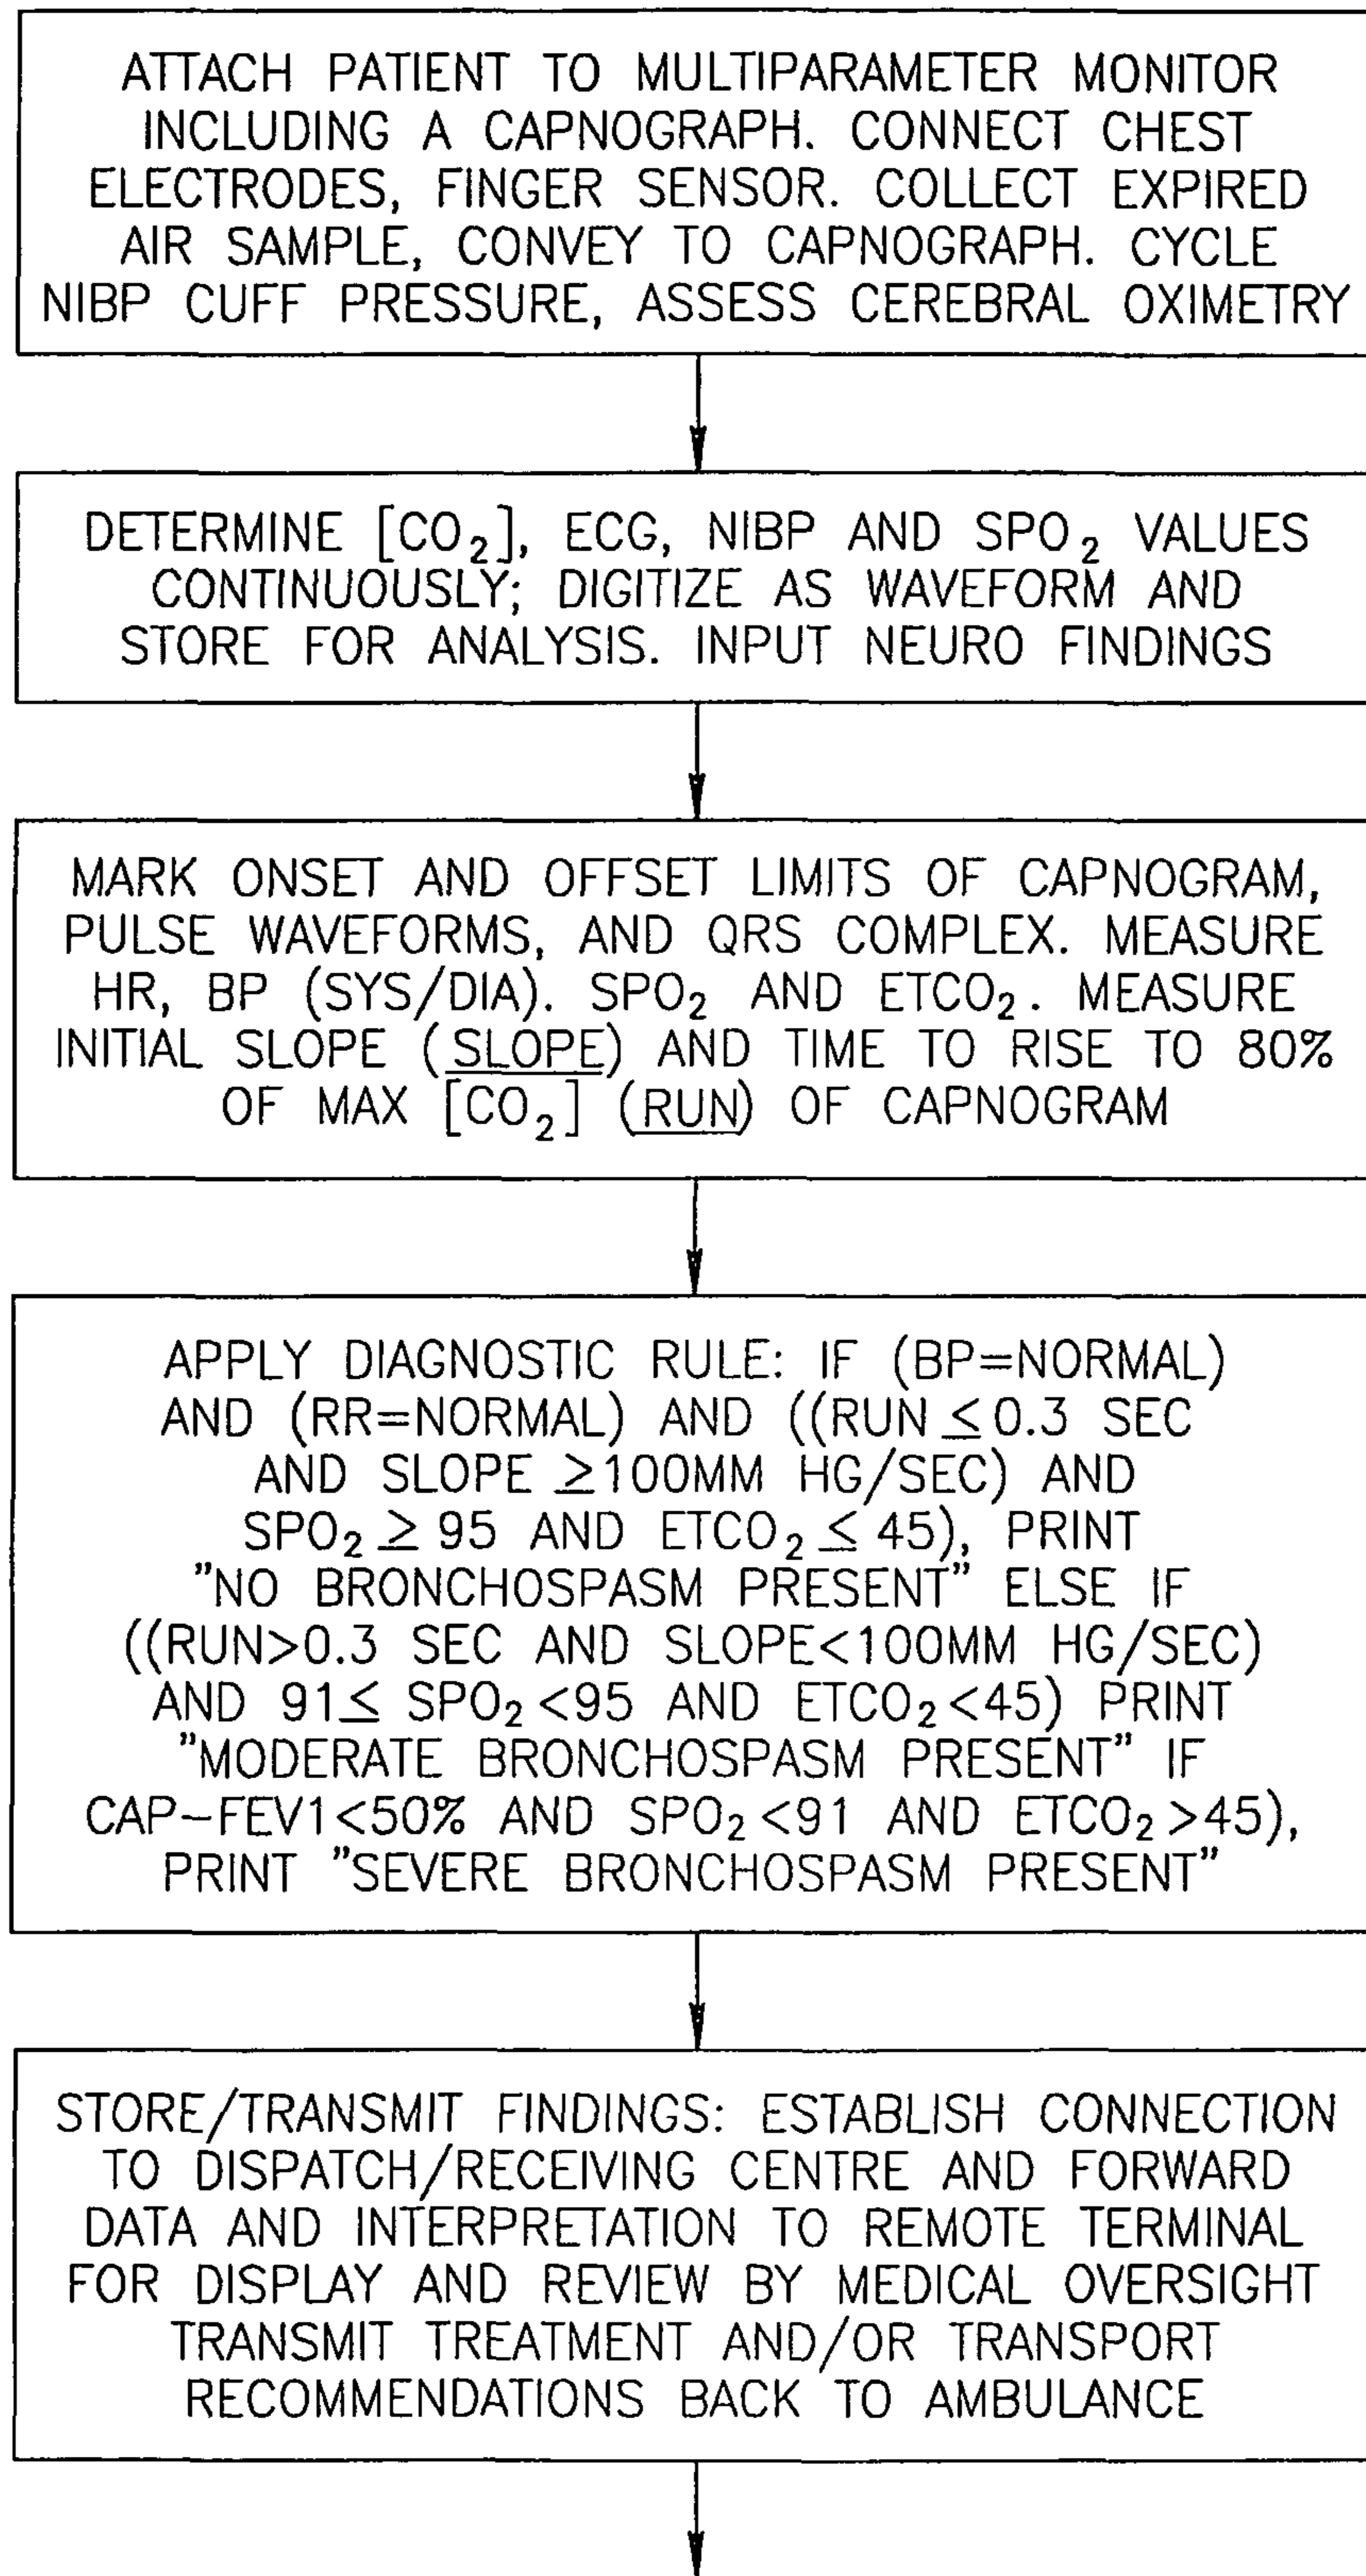 ATTACH PATIENT TO MULTIPARAMETER MONITOR
INCLUDING A CAPNOGRAPH. CONNECT CHEST
ELECTRODES, FINGER SENSOR. COLLECT EXPIRED
AIR SAMPLE, CONVEY TO CAPNOGRAPH. CYCLE
NIBP CUFF PRESSURE, ASSESS CEREBRAL OXIMETRY
DETERMINE [CO₂], ECG, NIBP AND SPO₂ VALUES
CONTINUOUSLY; DIGITIZE AS WAVEFORM AND
STORE FOR ANALYSIS. INPUT NEURO FINDINGS
MARK ONSET AND OFFSET LIMITS OF CAPNOGRAM,
PULSE WAVEFORMS, AND QRS COMPLEX. MEASURE
HR, BP (SYS/DIA). SPO₂ AND ETCO₂. MEASURE
INITIAL SLOPE (SLOPE) AND TIME TO RISE TO 80%
OF MAX [CO₂] (RUN) OF CAPNOGRAM
APPLY DIAGNOSTIC RULE: IF (BP=NORMAL)
AND (RR=NORMAL) AND ((RUN ≤0.3 SEC
AND SLOPE ≥100MM HG/SEC) AND
SPO₂ ≥ 95 AND ETCO₂ ≤ 45), PRINT
"NO BRONCHOSPASM PRESENT" ELSE IF
((RUN>0.3 SEC AND SLOPE<100MM HG/SEC)
AND 91≤ SPO₂ <95 AND ETCO₂ <45) PRINT
"MODERATE BRONCHOSPASM PRESENT" IF
CAP-FEV1<50% AND SPO₂ <91 AND ETCO₂ >45),
PRINT "SEVERE BRONCHOSPASM PRESENT"
STORE/TRANSMIT FINDINGS: ESTABLISH CONNECTION
TO DISPATCH/RECEIVING CENTRE AND FORWARD
DATA AND INTERPRETATION TO REMOTE TERMINAL
FOR DISPLAY AND REVIEW BY MEDICAL OVERSIGHT
TRANSMIT TREATMENT AND/OR TRANSPORT
RECOMMENDATIONS BACK TO AMBULANCE